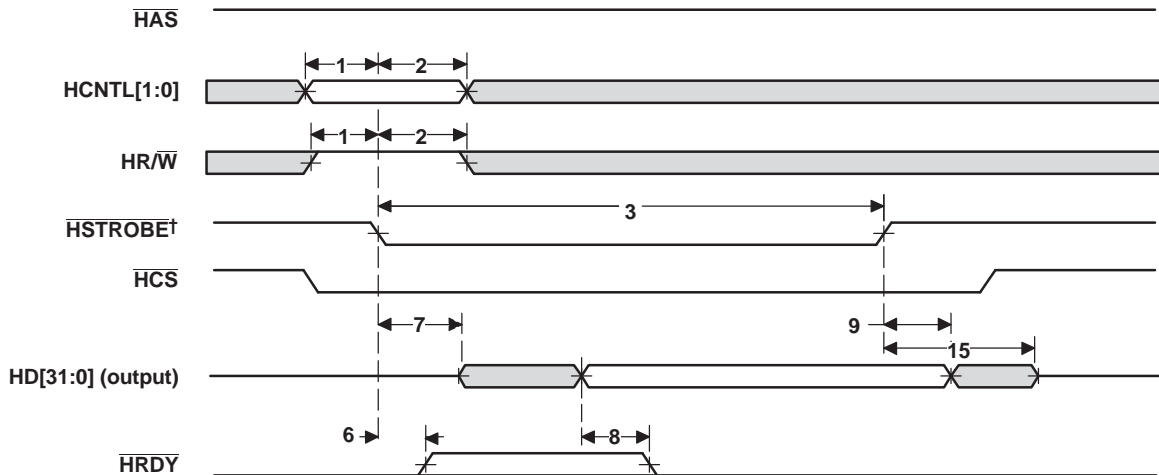 HAS
1 2
HCNTL[1:0]
1 2
HR/W
3
HSTROBE†
HCS
7 9
15
HD[31:0] (output)
6 8
HRDY